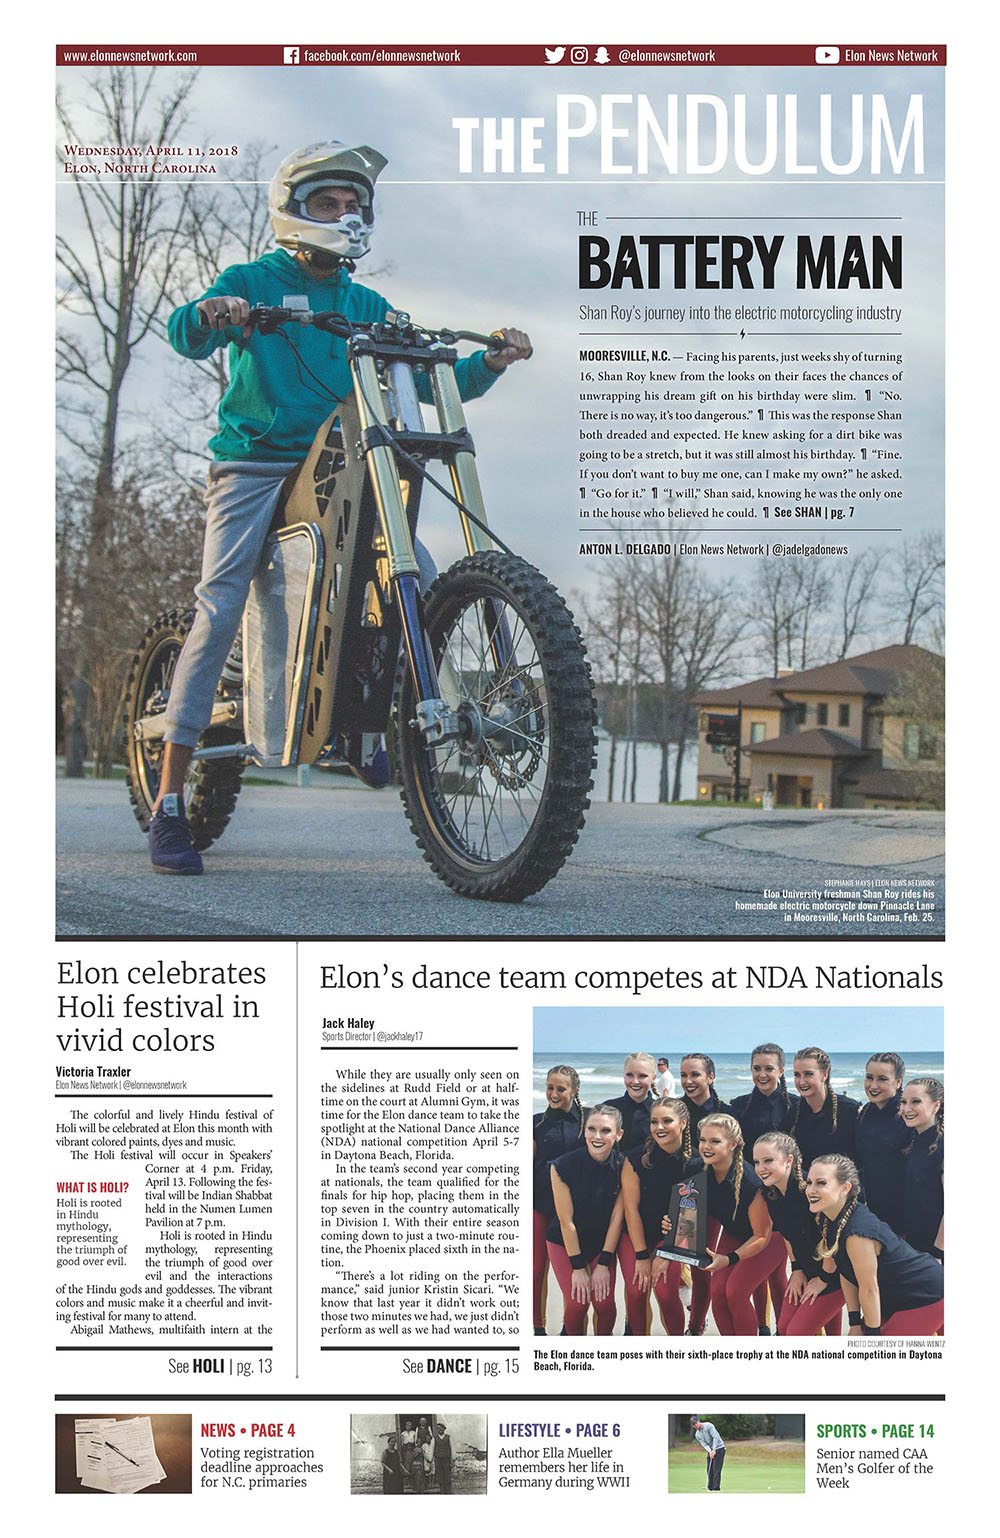 www.elonnewsnetwork.com
facebook.com/elonnewsnetwork
@elonnewsnetwork
Elon News Network
THE PENDULUM
Wednesday, April 11, 2018
Elon, North Carolina
THE
BATTERY MAN
Shan Roy's journey into the electric motorcycling industry
MOORESVILLE, N.C. — Facing his parents, just weeks shy of turning
16, Shan Roy knew from the looks on their faces the chances of
unwrapping his dream gift on his birthday were slim. ¶ “No.
There is no way, it’s too dangerous.” ¶ This was the response Shan
both dreaded and expected. He knew asking for a dirt bike was
going to be a stretch, but it was still almost his birthday. ¶ “Fine.
If you don’t want to buy me one, can I make my own?” he asked.
¶ “Go for it.” ¶ “I will,” Shan said, knowing he was the only one
in the house who believed he could. ¶ See SHAN | pg. 7
ANTON L. DELGADO | Elon News Network | @jadelgadonews
STEPHANIE HAYS | ELON NEWS NETWORK
Elon University freshman Shan Roy rides his
homemade electric motorcycle down Pinnacle Lane
in Mooresville, North Carolina, Feb. 25.
Elon celebrates
Holi festival in
vivid colors
Victoria Traxler
Elon News Network | @elonnewsnetwork
The colorful and lively Hindu festival of
Holi will be celebrated at Elon this month with
vibrant colored paints, dyes and music.
The Holi festival will occur in Speakers’
Corner at 4 p.m. Friday,
April 13. Following the fes-
tival will be Indian Shabbat
held in the Numen Lumen
Pavilion at 7 p.m.
Holi is rooted in Hindu
mythology, representing
the triumph of good over
evil and the interactions
of the Hindu gods and goddesses. The vibrant
colors and music make it a cheerful and invit-
ing festival for many to attend.
Abigail Mathews, multifaith intern at the
WHAT IS HOLI?
Holi is rooted
in Hindu
mythology,
representing
the triumph of
good over evil.
See HOLI | pg. 13
Elon’s dance team competes at NDA Nationals
Jack Haley
Sports Director | @jackhaley17
While they are usually only seen on
the sidelines at Rudd Field or at half-
time on the court at Alumni Gym, it was
time for the Elon dance team to take the
spotlight at the National Dance Alliance
(NDA) national competition April 5-7
in Daytona Beach, Florida.
In the team’s second year competing
at nationals, the team qualified for the
finals for hip hop, placing them in the
top seven in the country automatically
in Division I. With their entire season
coming down to just a two-minute rou-
tine, the Phoenix placed sixth in the na-
tion.
“There’s a lot riding on the perfor-
mance,” said junior Kristin Sicari. “We
know that last year it didn’t work out;
those two minutes we had, we just didn’t
perform as well as we had wanted to, so
See DANCE | pg. 15
PHOTO COURTESY OF HANNA WENTZ
The Elon dance team poses with their sixth-place trophy at the NDA national competition in Daytona
Beach, Florida.
NEWS • PAGE 4
Voting registration
deadline approaches
for N.C. primaries
LIFESTYLE • PAGE 6
Author Ella Mueller
remembers her life in
Germany during WWII
SPORTS • PAGE 14
Senior named CAA
Men’s Golfer of the
Week